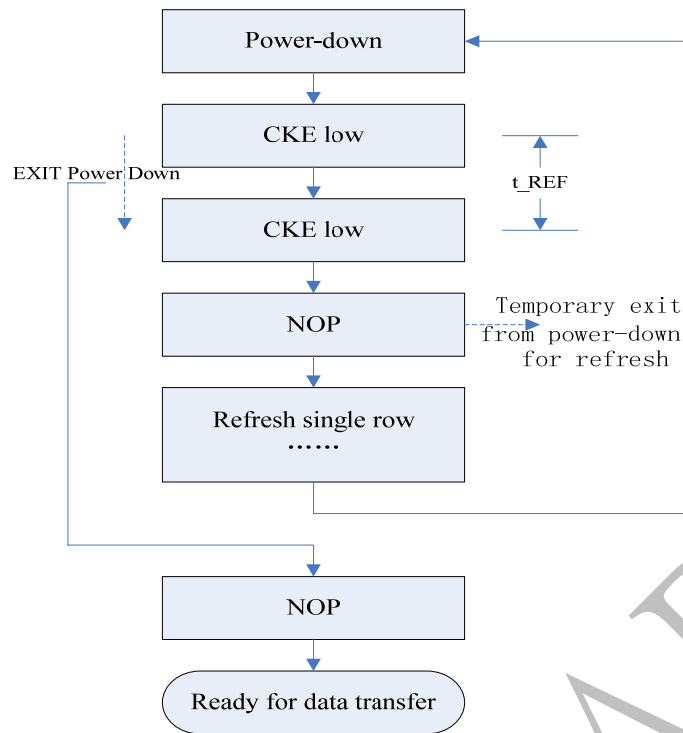 Power-down
CKE low
EXIT Power Down
t_REF
CKE low
NOP
Temporary exit
from power-down
for refresh
Refresh single row
……
NOP
Ready for data transfer